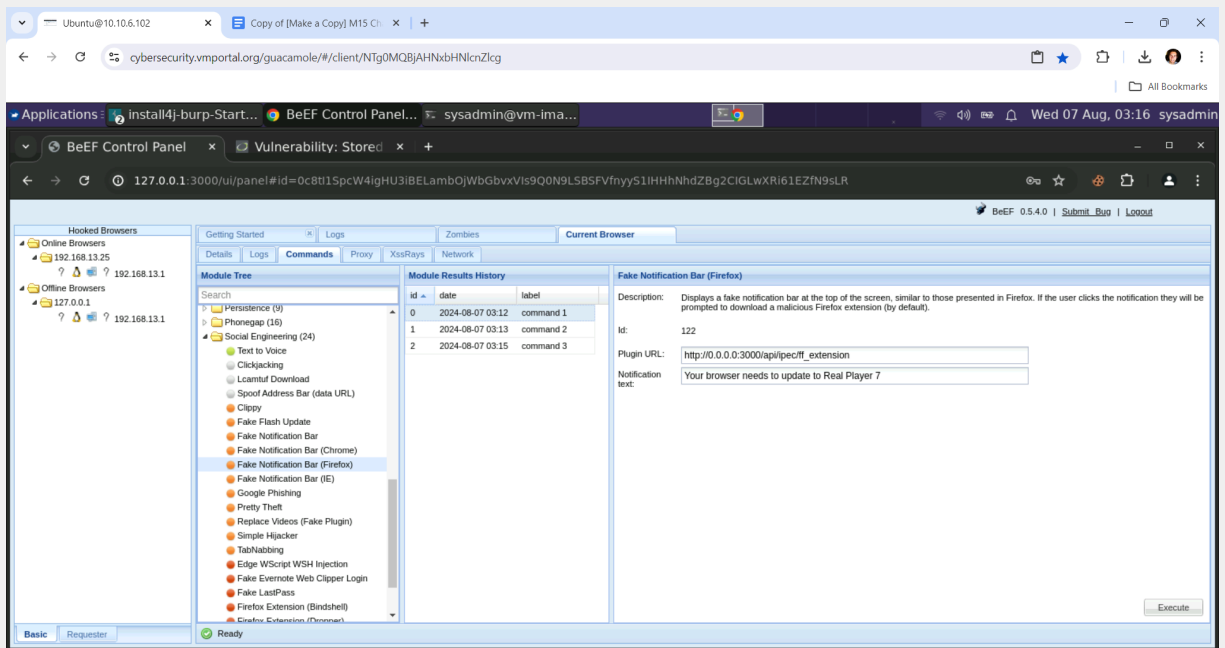 Ubuntu@10.10.6.102
Copy of [Make a Copy] M15 Ch
cybersecurity.vmportal.org/guacamole/#/client/NTg0MQBjAHNxbHNlcnZlcg
All Bookmarks
Applications
install4j-burp-Start...
BeEF Control Panel...
sysadmin@vm-ima...
Wed 07 Aug, 03:16 sysadmin
BeEF Control Panel
Vulnerability: Stored
127.0.0.1:3000/ui/panel#id=0c8tI1SpcW4igHU3iBELambOjWbGbvxVIs9Q0N9LSBSFVfnyyS1IHHhNhdZBg2CIGLwXRi61EZfN9sLR
BeEF 0.5.4.0 | Submit Bug | Logout
Hooked Browsers
Online Browsers
192.168.13.25
? ? 192.168.13.1
Offline Browsers
127.0.0.1
? ? 192.168.13.1
Basic
Requester
Getting Started
Logs
Zombies
Current Browser
Details
Logs
Commands
Proxy
XssRays
Network
Module Tree
Search
Persistence (9)
Phonegap (16)
Social Engineering (24)
Text to Voice
Clickjacking
Lcamtuf Download
Spoof Address Bar (data URL)
Clippy
Fake Flash Update
Fake Notification Bar
Fake Notification Bar (Chrome)
Fake Notification Bar (Firefox)
Fake Notification Bar (IE)
Google Phishing
Pretty Theft
Replace Videos (Fake Plugin)
Simple Hijacker
TabNabbing
Edge WScript WSH Injection
Fake Evernote Web Clipper Login
Fake LastPass
Firefox Extension (Bindshell)
Firefox Extension (Dropper)
Module Results History
id date label
0 2024-08-07 03:12 command 1
1 2024-08-07 03:13 command 2
2 2024-08-07 03:15 command 3
Fake Notification Bar (Firefox)
Description: Displays a fake notification bar at the top of the screen, similar to those presented in Firefox. If the user clicks the notification they will be
prompted to download a malicious Firefox extension (by default).
Id: 122
Plugin URL: http://0.0.0.0:3000/api/ipec/ff_extension
Notification
text: Your browser needs to update to Real Player 7
Execute
Ready